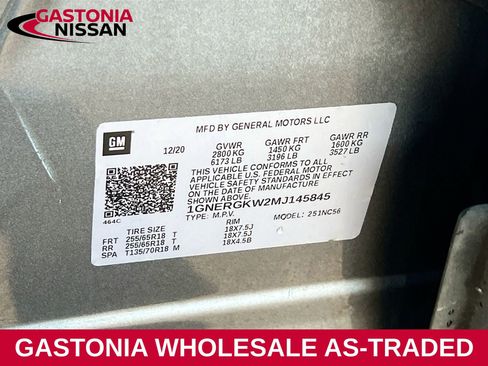 GASTONIA
NISSAN
GM
12/20
MFD BY GENERAL MOTORS LLC
GVWR GAWR FRT GAWR RR
2800 KG 1450 KG 1600 KG
6173 LB 3196 LB 3527 LB
THIS VEHICLE CONFORMS TO ALL
APPLICABLE U.S. FEDERAL MOTOR
VEHICLE SAFETY STANDARDS IN EFFECT
ON THE DATE OF MANUFACTURE SHOWN
ABOVE.
1GNERGKW2MJ145845
TYPE: M.P.V. MODEL: 251NC56
464C
TIRE SIZE RIM
FRT 255/65R18 T 18X7.5J
RR 255/65R18 T 18X7.5J
SPA T135/70R18 M 18X4.5B
GASTONIA WHOLESALE AS-TRADED